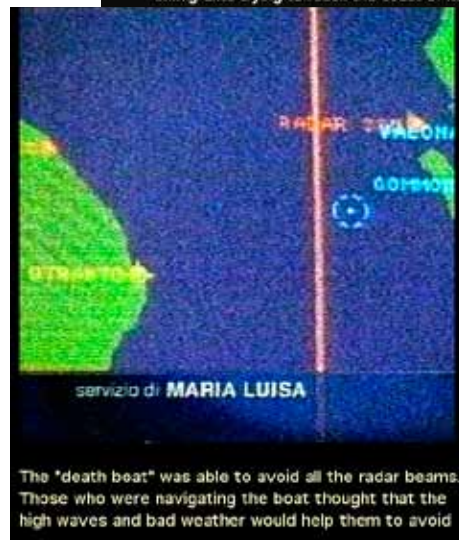 RADAR
VALONA
GOMMON
OTRANTO
servizio di MARIA LUISA
The "death boat" was able to avoid all the radar beams.
Those who were navigating the boat thought that the
high waves and bad weather would help them to avoid